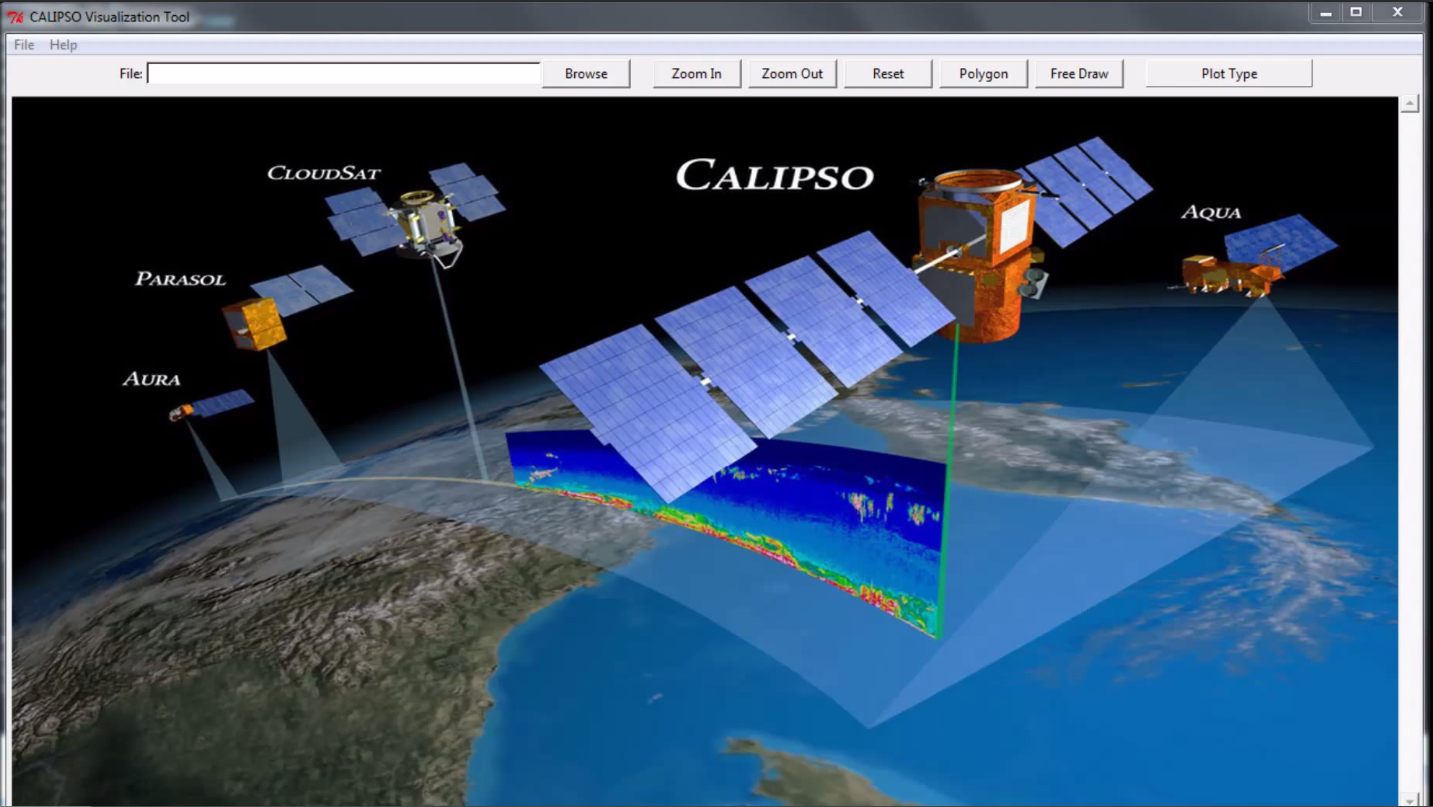 CALIPSO Visualization Tool
File Help
File: Browse Zoom In Zoom Out Reset Polygon Free Draw Plot Type
CLOUDSAT
CALIPSO
AQUA
PARASOL
AURA